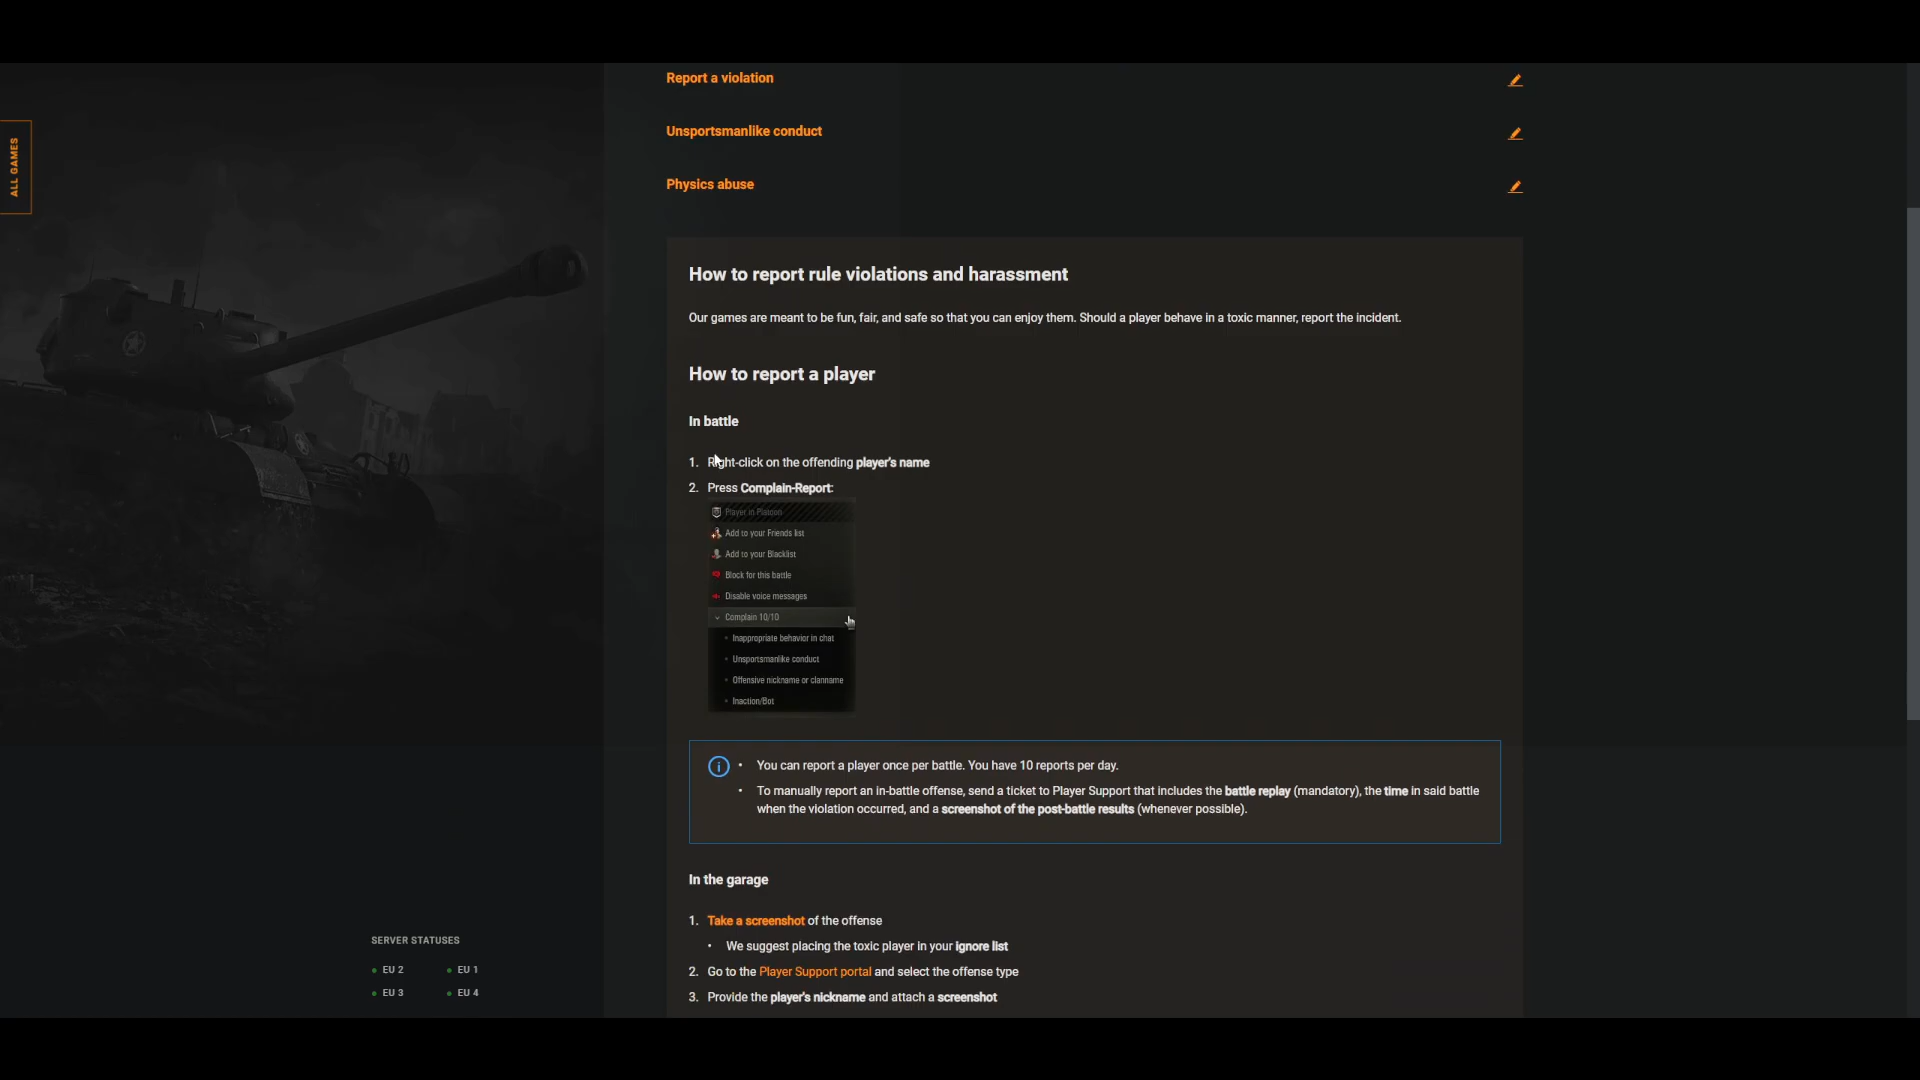 ALL GAMES
Report a violation
Unsportsmanlike conduct
Physics abuse
How to report rule violations and harassment
Our games are meant to be fun, fair, and safe so that you can enjoy them. Should a player behave in a toxic manner, report the incident.
How to report a player
In battle
1. Right-click on the offending player's name
2. Press Complain-Report:
Player in Platoon
Add to your Friends list
Add to your Blacklist
Block for this battle
Disable voice messages
Complain 10/10
Inappropriate behavior in chat
Unsportsmanlike conduct
Offensive nickname or clanname
Inaction/Bot
• You can report a player once per battle. You have 10 reports per day.
• To manually report an in-battle offense, send a ticket to Player Support that includes the battle replay (mandatory), the time in said battle
when the violation occurred, and a screenshot of the post-battle results (whenever possible).
In the garage
1. Take a screenshot of the offense
• We suggest placing the toxic player in your ignore list
2. Go to the Player Support portal and select the offense type
3. Provide the player's nickname and attach a screenshot
SERVER STATUSES
EU 2 EU 1
EU 3 EU 4